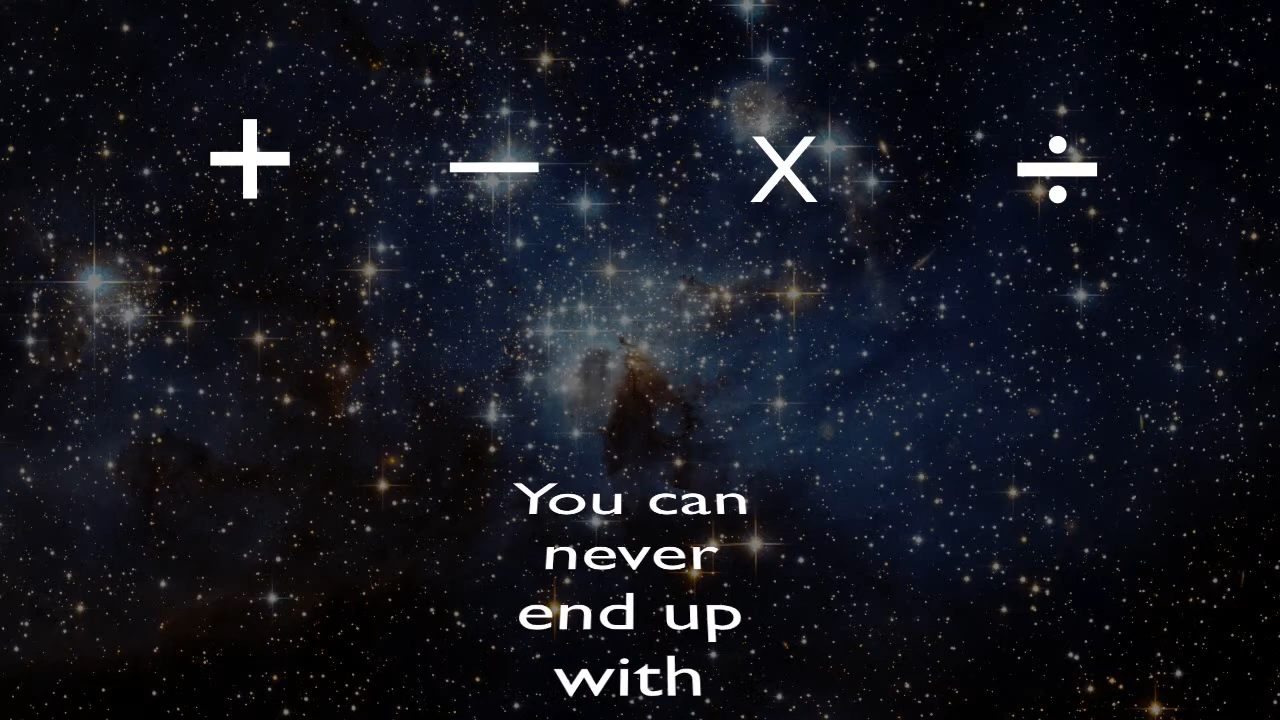 + − x ÷
You can
never
end up
with